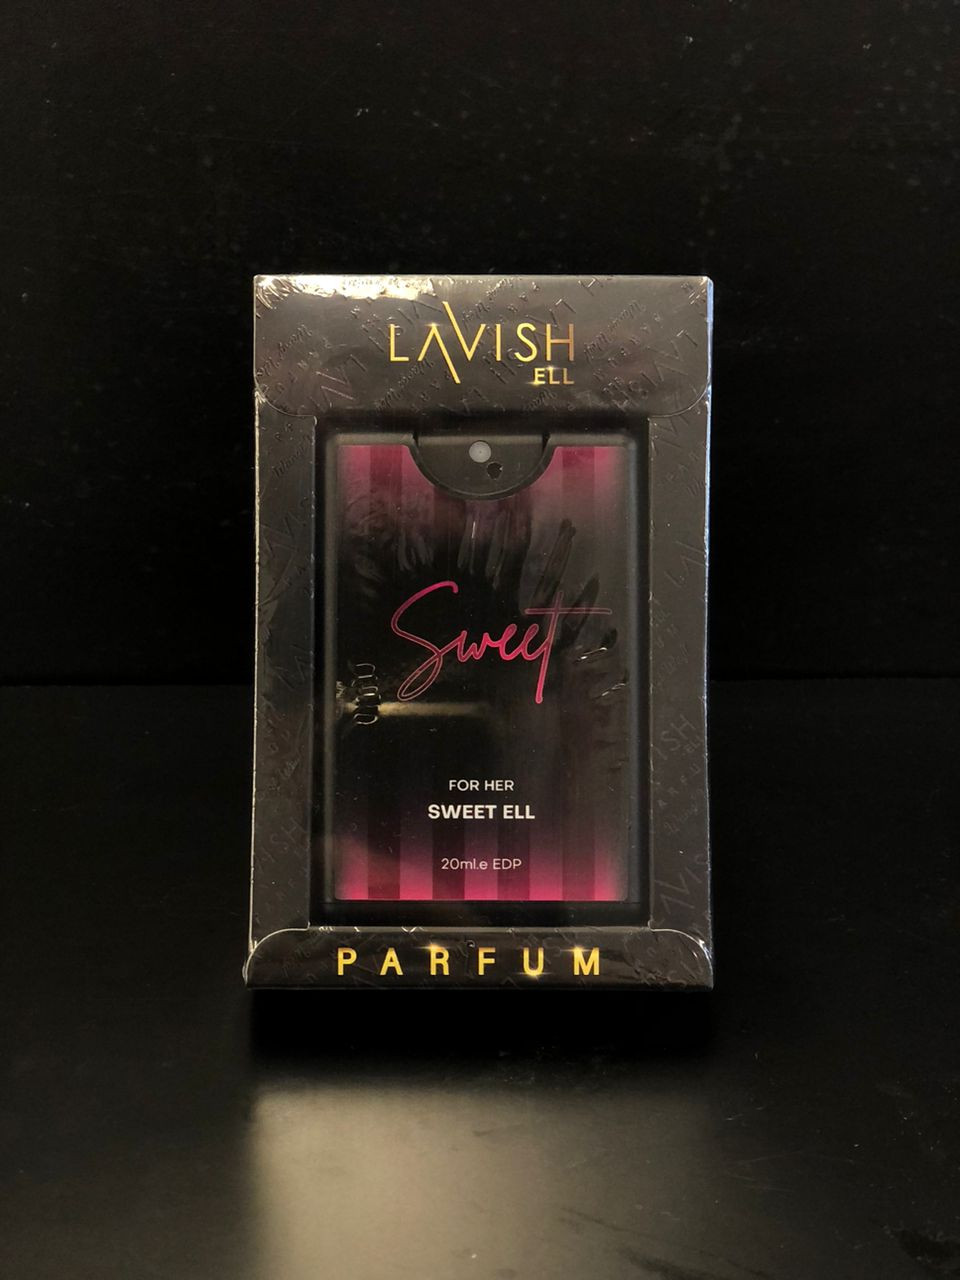 LAVISH
ELL
Sweet
FOR HER
SWEET ELL
20ml.e EDP
PARFUM